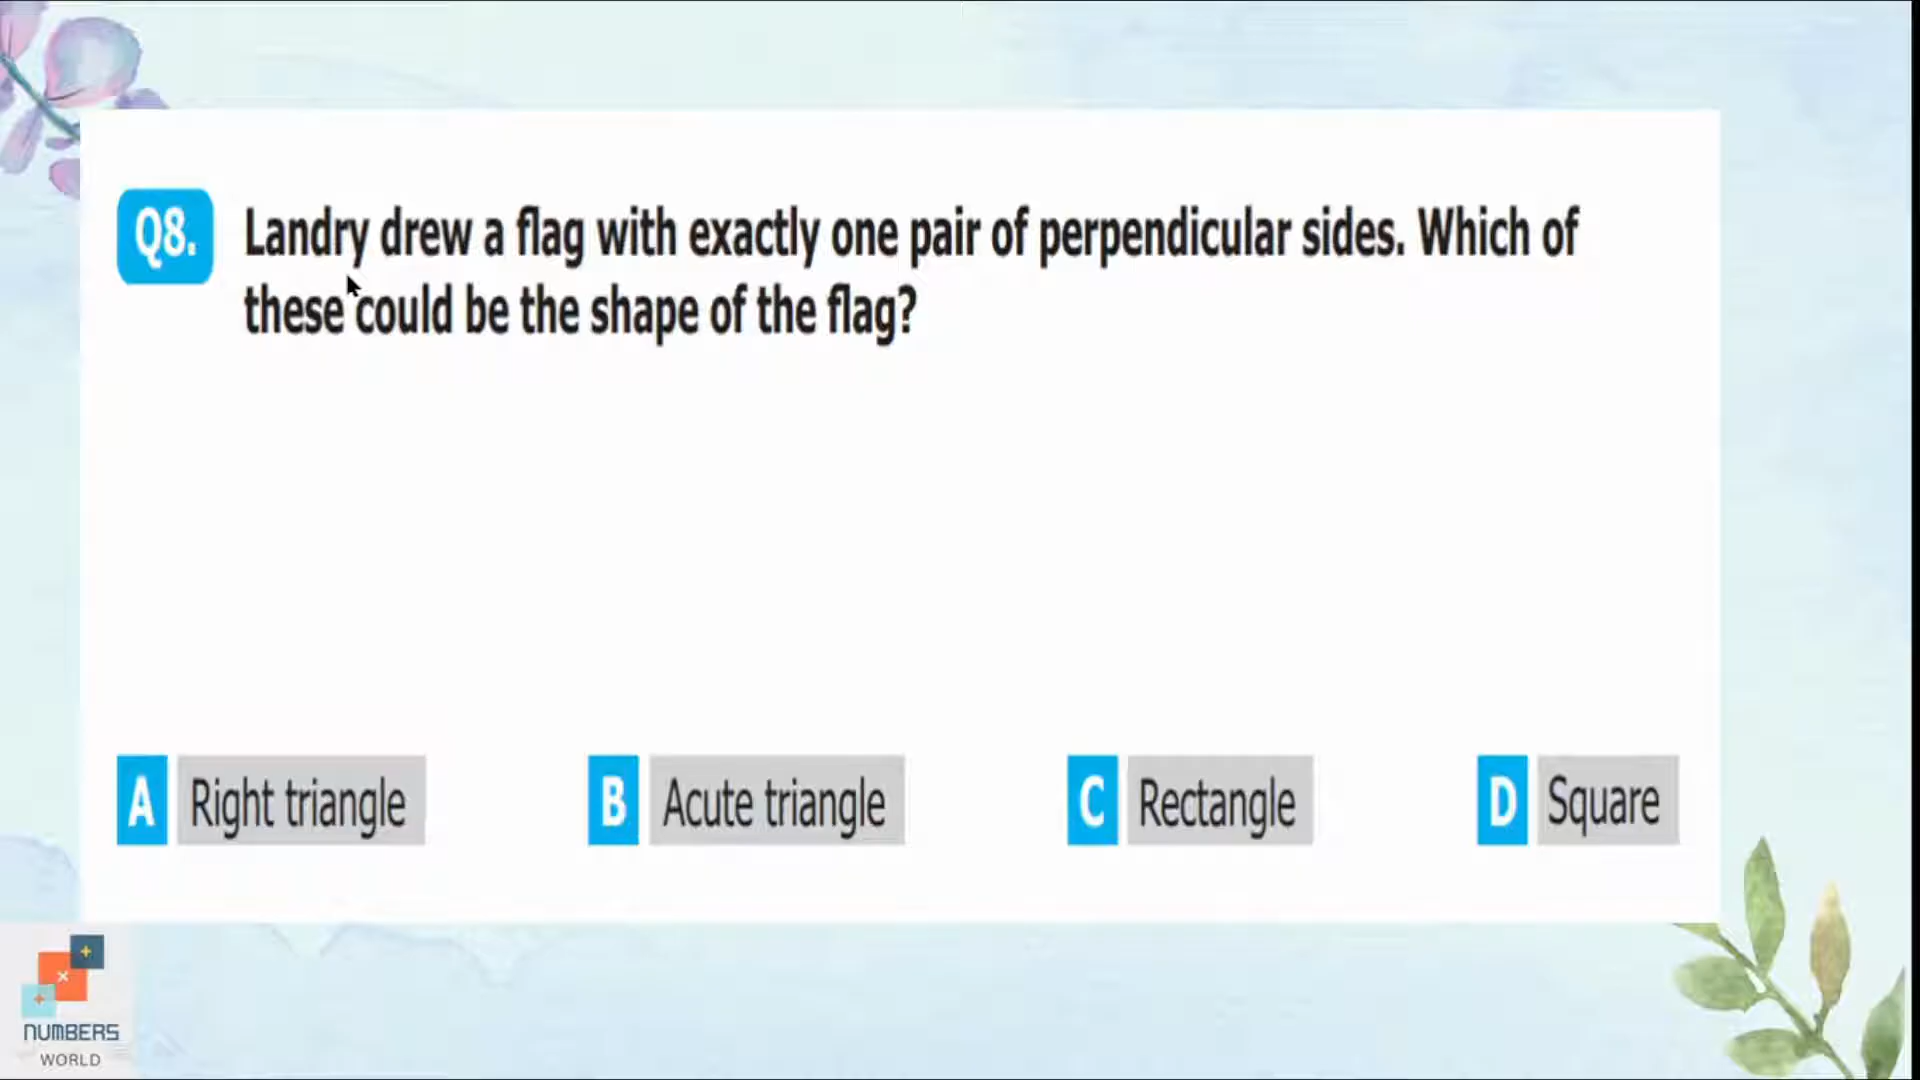 Q8. Landry drew a flag with exactly one pair of perpendicular sides. Which of
these could be the shape of the flag?
A Right triangle B Acute triangle C Rectangle D Square
+
×
+
NUMBERS
WORLD